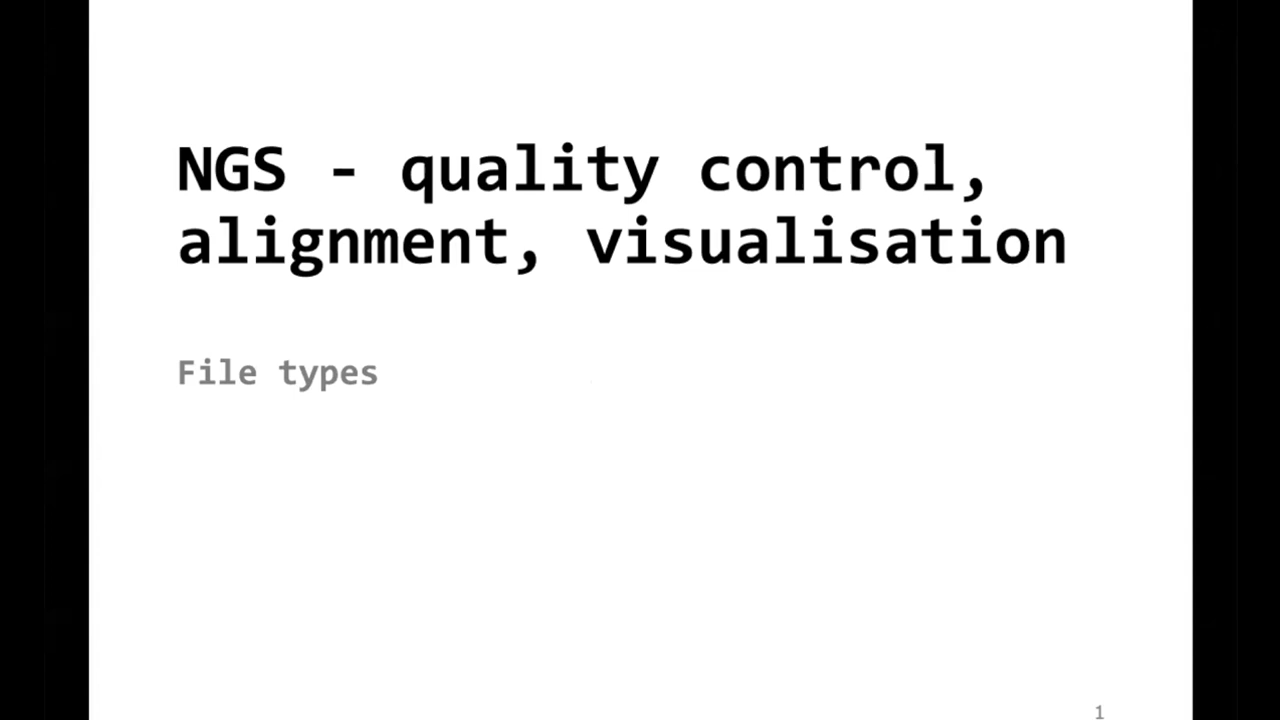 NGS - quality control,
alignment, visualisation
File types
1